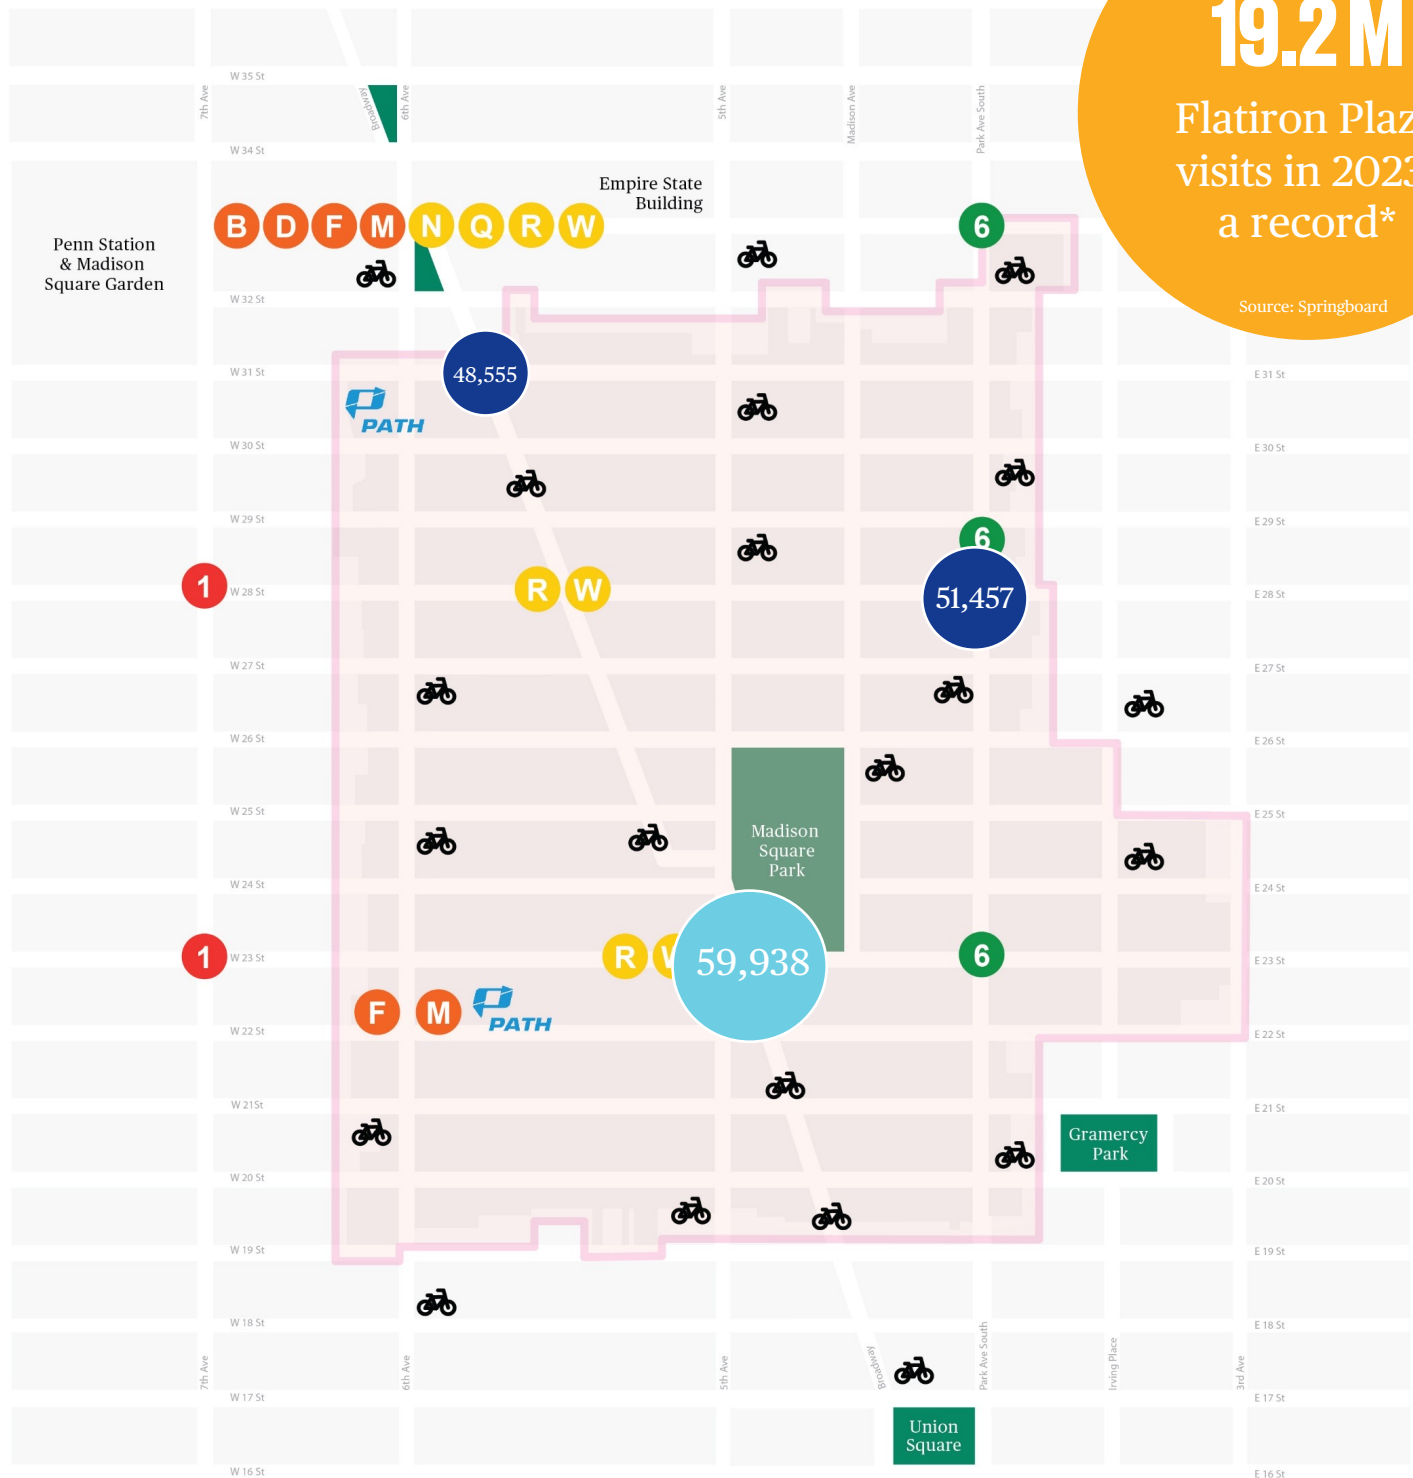 19.2 M
Flatiron
visits in
a record*
Source: Springboard
W 35 St
7th Ave
Broadway
6th Ave
5th Ave
Madison Ave
Park Ave South
W 34 St
Empire State
Building
B D F M N Q R W
6
Penn Station
& Madison
Square Garden
W 32 St
48,555
W 31 St
E 31 St
PATH
W 30 St
E 30 St
W 29 St
E 29 St
6
1
W 28 St
R W
51,457
E 28 St
W 27 St
E 27 St
W 26 St
E 26 St
W 25 St
E 25 St
Madison
Square
Park
W 24 St
E 24 St
1
W 23 St
R
59,938
6
E 23 St
F M
PATH
W 22 St
E 22 St
W 21St
E 21 St
Gramercy
Park
W 20 St
E 20 St
W 19 St
E 19 St
W 18 St
E 18 St
7th Ave
6th Ave
5th Ave
Broadway
Park Ave South
Irving Place
3rd Ave
W 17 St
E 17 St
Union
Square
W 16 St
E 16 St